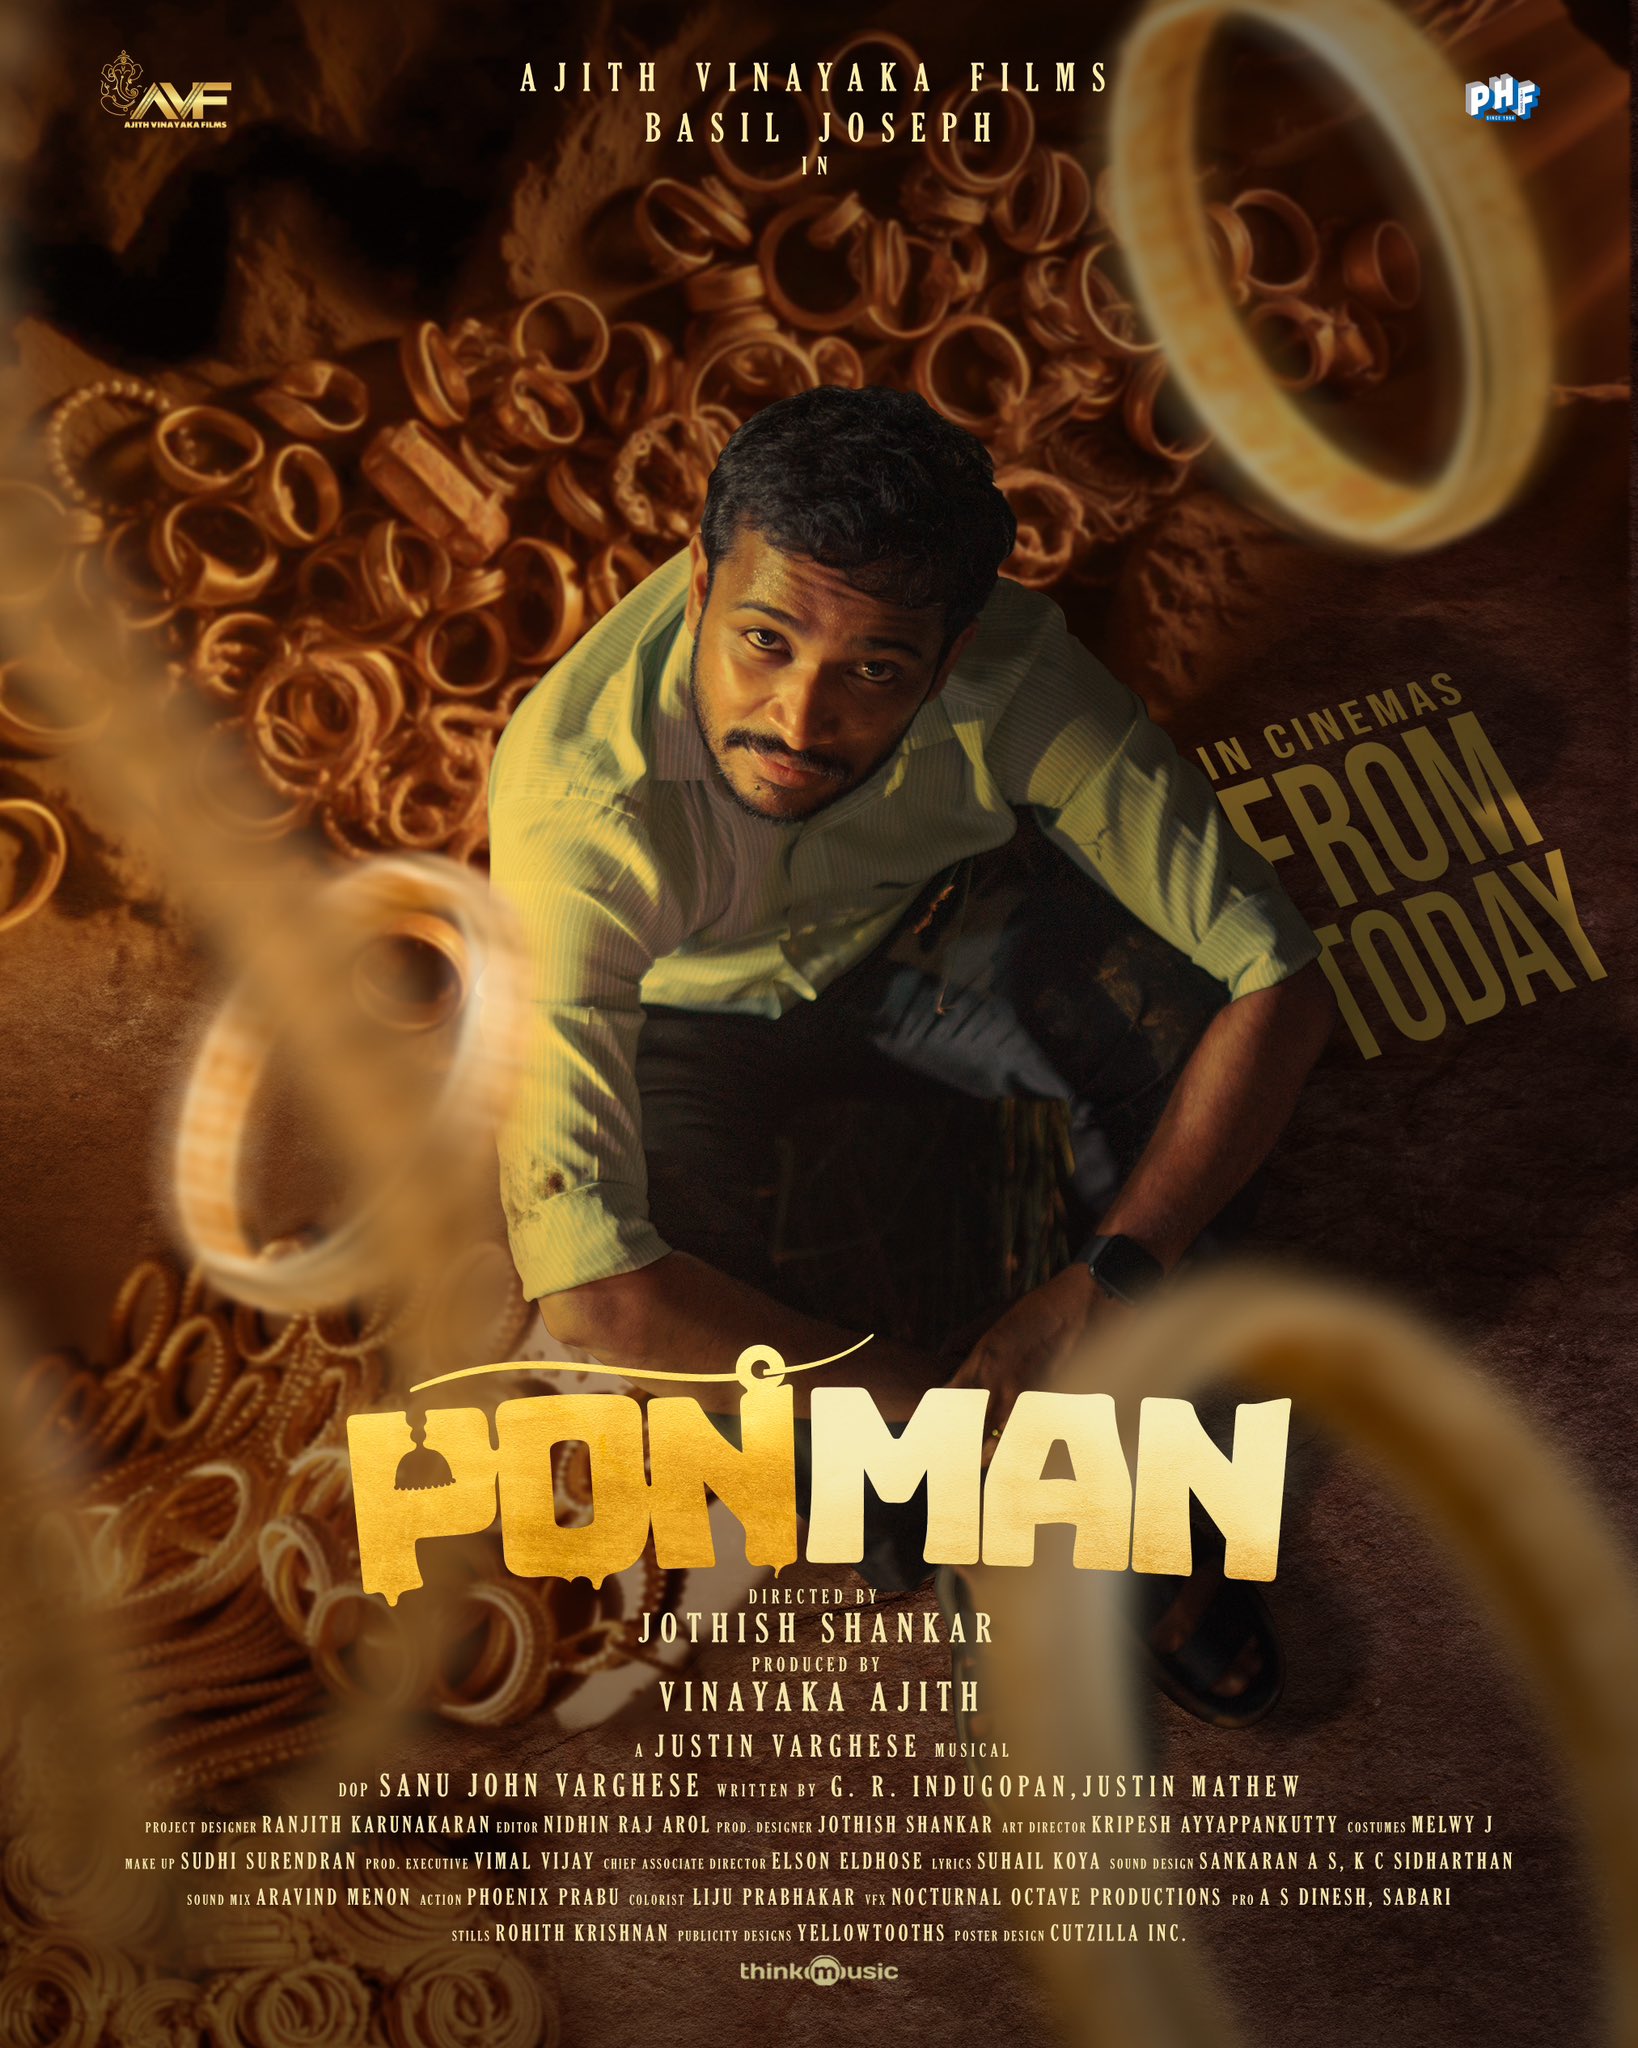 AVF
AJITH VINAYAKA FILMS
AJITH VINAYAKA FILMS
BASIL JOSEPH
IN
PHF
SINCE 1964
IN CINEMAS
FROM
TODAY
PONMAN
DIRECTED BY
JOTHISH SHANKAR
PRODUCED BY
VINAYAKA AJITH
A JUSTIN VARGHESE MUSICAL
DOP SANU JOHN VARGHESE WRITTEN BY G. R. INDUGOPAN,JUSTIN MATHEW
PROJECT DESIGNER RANJITH KARUNAKARAN EDITOR NIDHIN RAJ AROL PROD. DESIGNER JOTHISH SHANKAR ART DIRECTOR KRIPESH AYYAPPANKUTTY COSTUMES MELWY J
MAKE UP SUDHI SURENDRAN PROD. EXECUTIVE VIMAL VIJAY CHIEF ASSOCIATE DIRECTOR ELSON ELDHOSE LYRICS SUHAIL KOYA SOUND DESIGN SANKARAN A S, K C SIDHARTHAN
SOUND MIX ARAVIND MENON ACTION PHOENIX PRABU COLORIST LIJU PRABHAKAR VFX NOCTURNAL OCTAVE PRODUCTIONS PRO A S DINESH, SABARI
STILLS ROHITH KRISHNAN PUBLICITY DESIGNS YELLOWTOOTHS POSTER DESIGN CUTZILLA INC.
think music